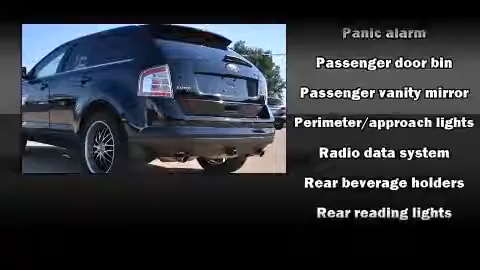 Panic alarm
Passenger door bin
Passenger vanity mirror
Perimeter/approach lights
Radio data system
Rear beverage holders
Rear reading lights